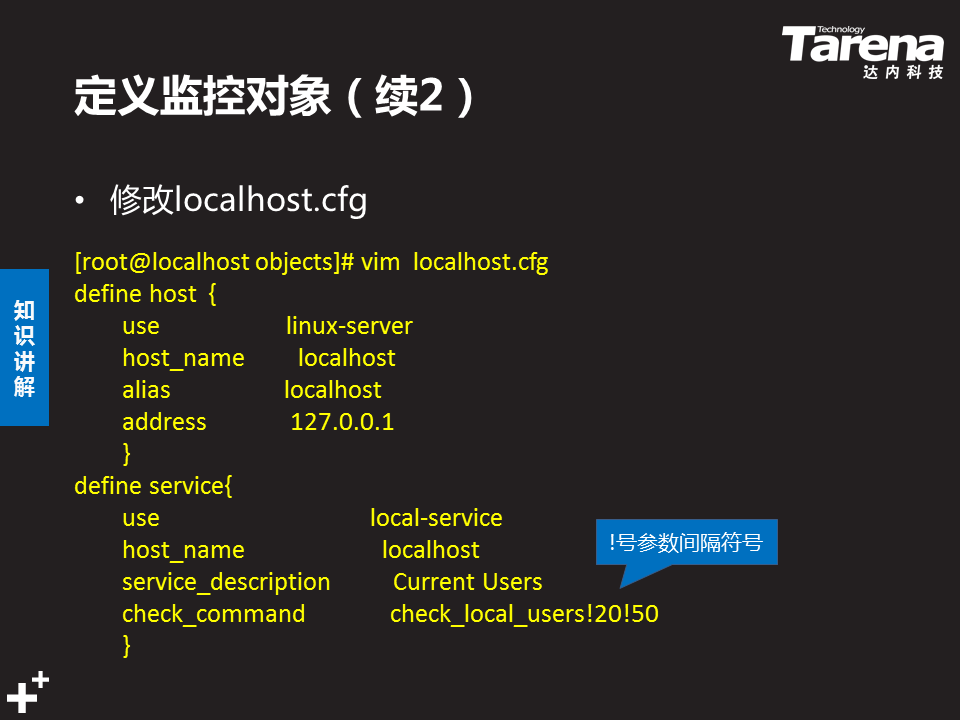 Technology
Tarena
达内科技
定义监控对象（续2）
• 修改localhost.cfg
[root@localhost objects]# vim localhost.cfg
define host {
use linux-server
host_name localhost
alias localhost
address 127.0.0.1
}
define service{
use local-service
host_name localhost
service_description Current Users
check_command check_local_users!20!50
}
!号参数间隔符号
知识讲解